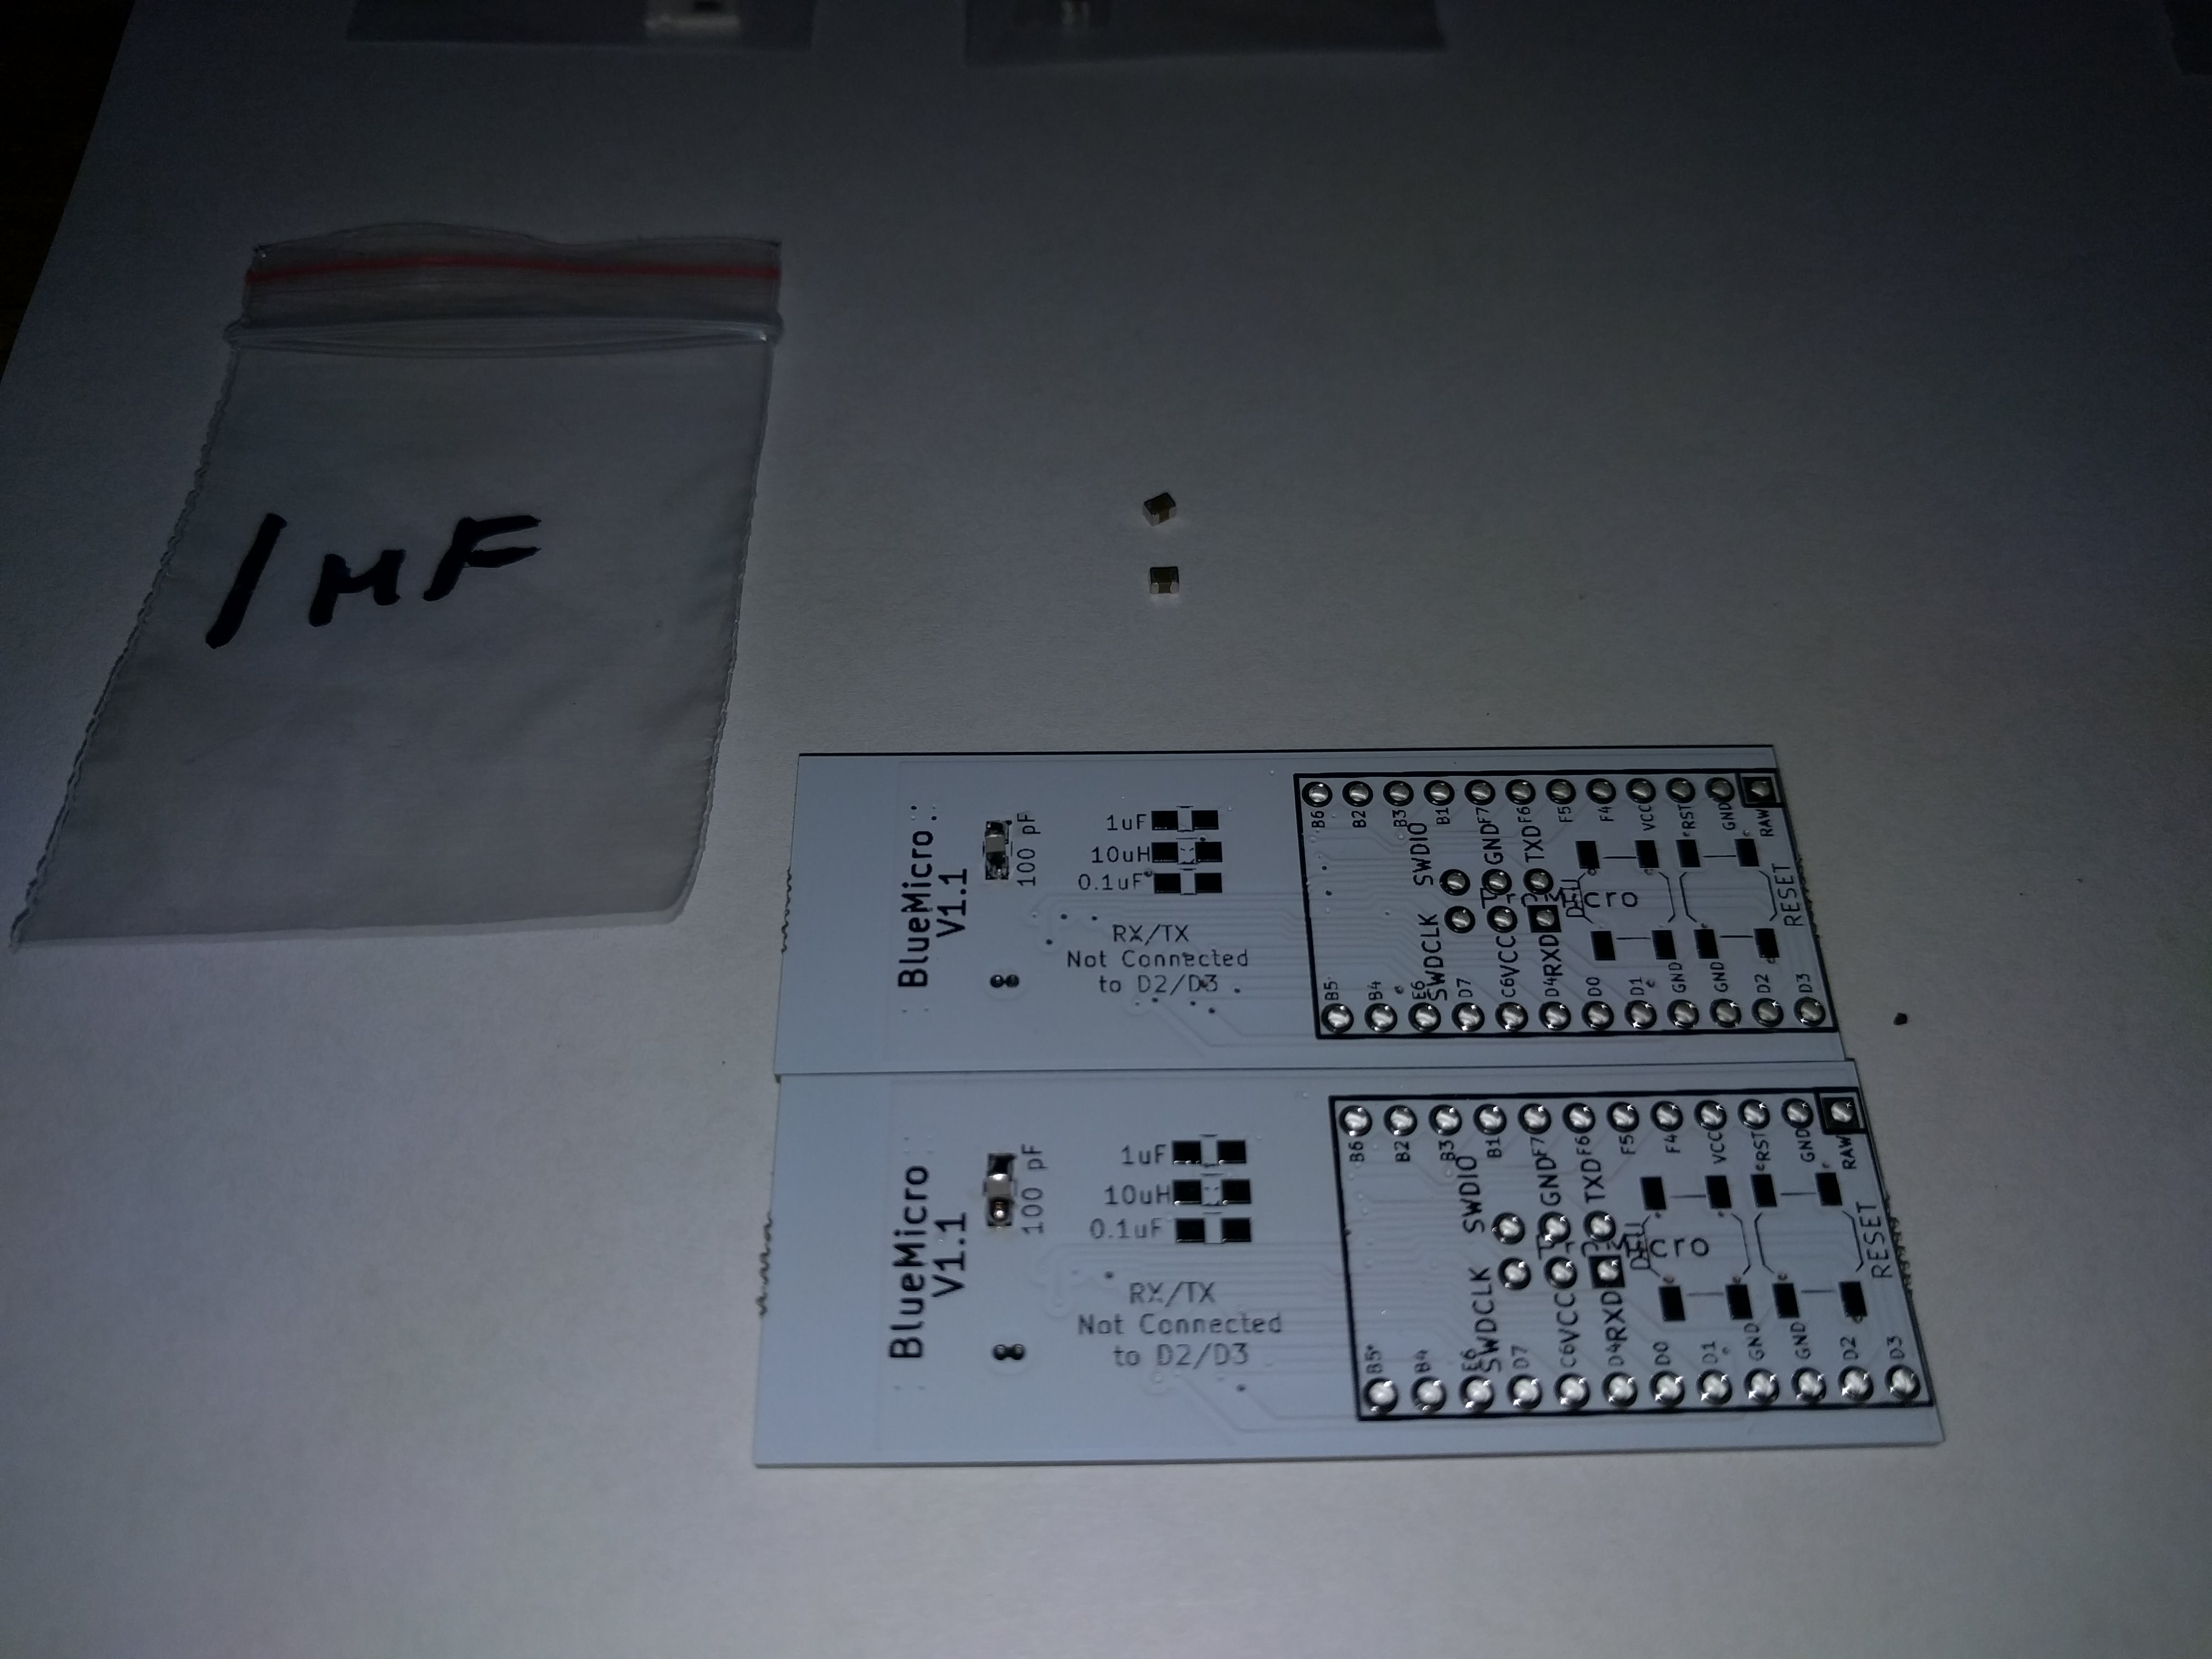 1 µF
BlueMicro
V1.1
100 pF
1uF
10uH
0.1uF
RX/TX
Not Connected
to D2/D3
B6
B2
B3
B1
F7
F6
F5
F4
VCC
RST
GND
RAW
SWDIO
GND
TXD
SWDCLK
VCC
RXD
DFU
cro
RESET
B5
B4
E6
D7
C6
D4
D0
D1
GND
GND
D2
D3
BlueMicro
V1.1
100 pF
1uF
10uH
0.1uF
RX/TX
Not Connected
to D2/D3
B6
B2
B3
B1
F7
F6
F5
F4
VCC
RST
GND
RAW
SWDIO
GND
TXD
SWDCLK
VCC
RXD
DFU
cro
RESET
B5
B4
E6
D7
C6
D4
D0
D1
GND
GND
D2
D3